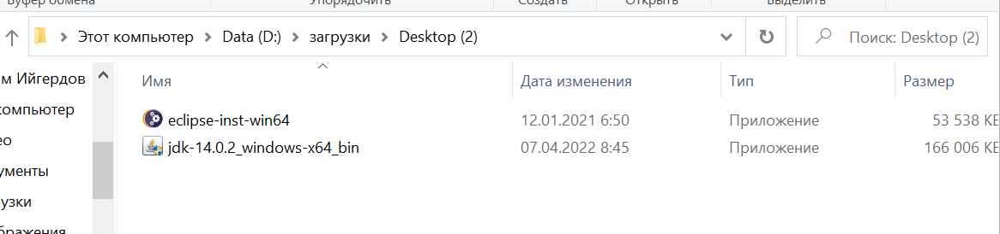 Буфер обмена Упорядочить Создать Открыть Выделить
Этот компьютер Data (D:) загрузки Desktop (2)
Поиск: Desktop (2)
Имя Дата изменения Тип Размер
м Ийгердов
компьютер
ео
ументы
рузки
бражения
eclipse-inst-win64 12.01.2021 6:50 Приложение 53 538 КБ
jdk-14.0.2_windows-x64_bin 07.04.2022 8:45 Приложение 166 006 КБ